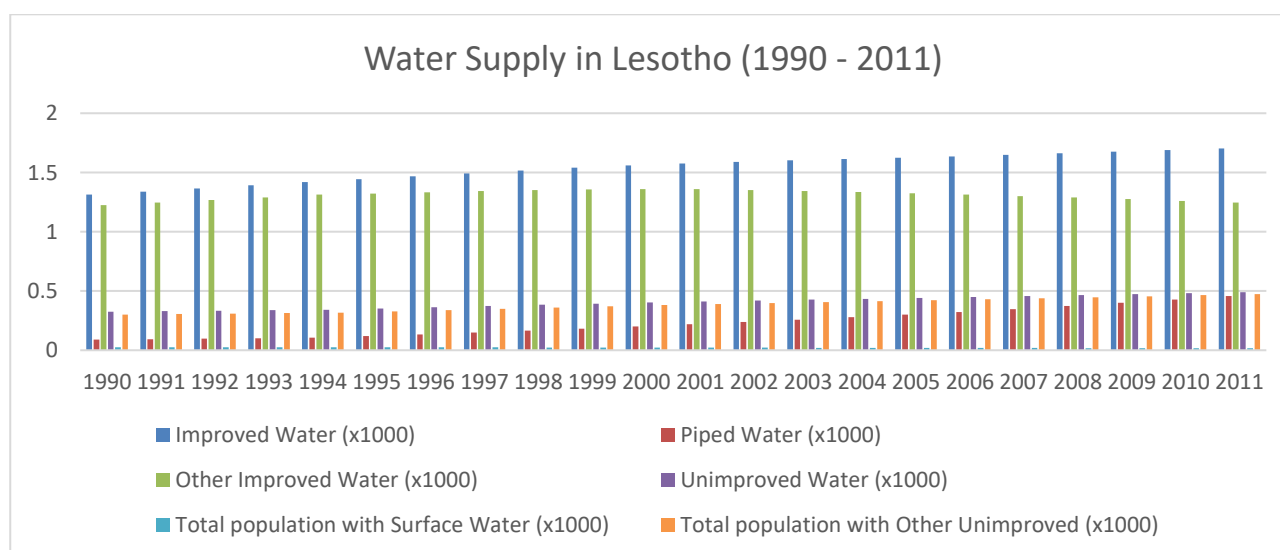 Water Supply in Lesotho (1990 - 2011)
2
1.5
1
0.5
0
1990 1991 1992 1993 1994 1995 1996 1997 1998 1999 2000 2001 2002 2003 2004 2005 2006 2007 2008 2009 2010 2011
Improved Water (x1000) Piped Water (x1000)
Other Improved Water (x1000) Unimproved Water (x1000)
Total population with Surface Water (x1000) Total population with Other Unimproved (x1000)